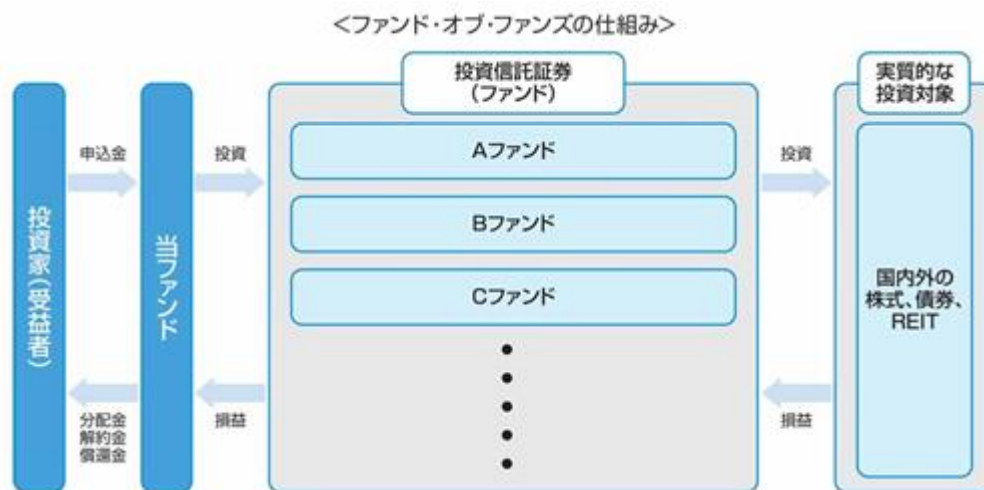 ＜ファンド・オブ・ファンズの仕組み＞
投資信託証券
（ファンド）
実質的な
投資対象
投資家（受益者）
申込金
当ファンド
投資
Aファンド
Bファンド
Cファンド
投資
国内外の
株式、債券、
REIT
分配金
解約金
償還金
損益
損益